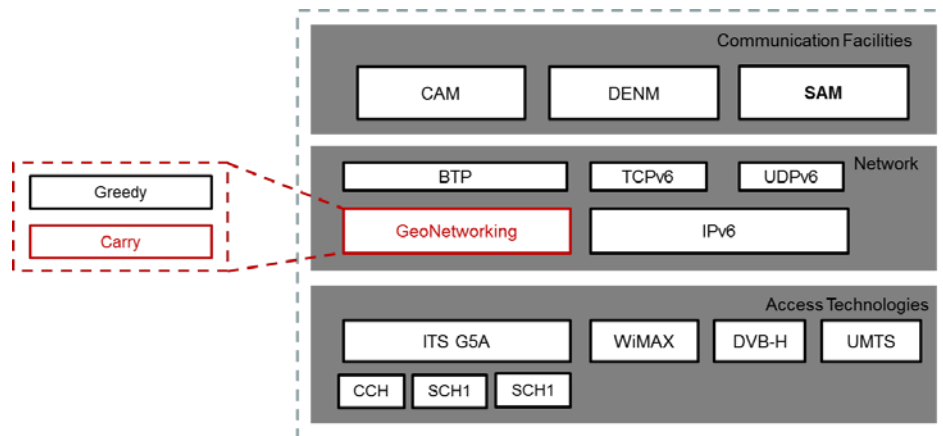 Communication Facilities
CAM
DENM
SAM
Network
BTP
TCPv6
UDPv6
Greedy
Carry
GeoNetworking
IPv6
Access Technologies
ITS G5A
WiMAX
DVB-H
UMTS
CCH
SCH1
SCH1